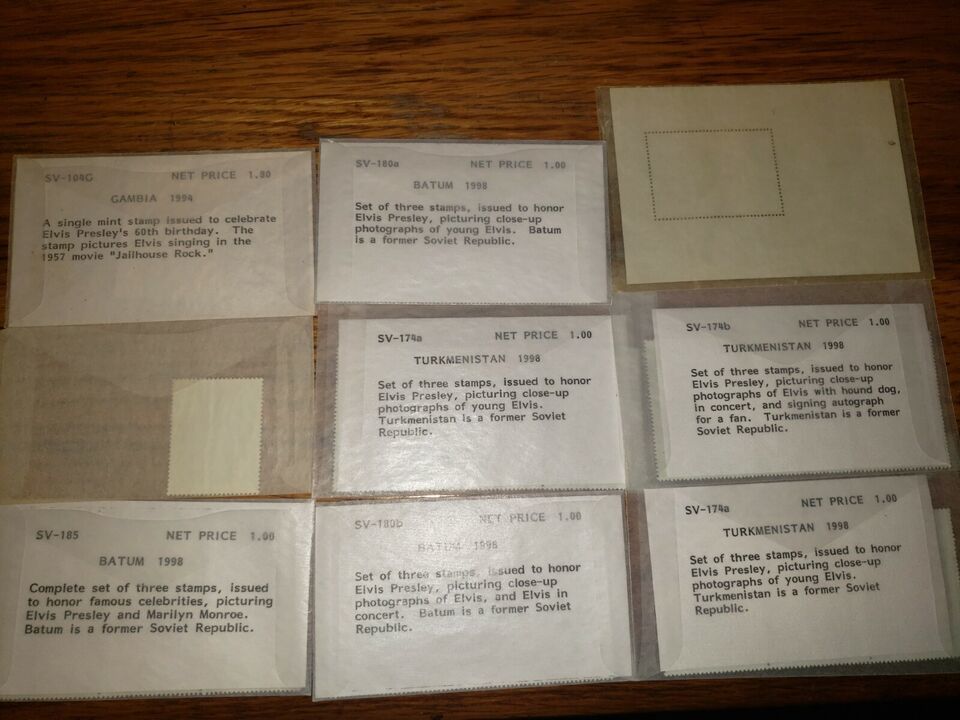 SV-104G NET PRICE 1.80
GAMBIA 1994
A single mint stamp issued to celebrate
Elvis Presley's 60th birthday. The
stamp pictures Elvis singing in the
1957 movie "Jailhouse Rock."
SV-180a NET PRICE 1.00
BATUM 1998
Set of three stamps, issued to honor
Elvis Presley, picturing close-up
photographs of young Elvis. Batum
is a former Soviet Republic.
SV-174a NET PRICE 1.00
TURKMENISTAN 1998
Set of three stamps, issued to honor
Elvis Presley, picturing close-up
photographs of young Elvis.
Turkmenistan is a former Soviet
Republic.
SV-174b NET PRICE 1.00
TURKMENISTAN 1998
Set of three stamps, issued to honor
Elvis Presley, picturing close-up
photographs of Elvis with hound dog,
in concert, and signing autograph
for a fan. Turkmenistan is a former
Soviet Republic.
SV-185 NET PRICE 1.00
BATUM 1998
Complete set of three stamps, issued
to honor famous celebrities, picturing
Elvis Presley and Marilyn Monroe.
Batum is a former Soviet Republic.
SV-180b NET PRICE 1.00
BATUM 1998
Set of three stamps, issued to honor
Elvis Presley, picturing close-up
photographs of Elvis, and Elvis in
concert. Batum is a former Soviet
Republic.
SV-174a NET PRICE 1.00
TURKMENISTAN 1998
Set of three stamps, issued to honor
Elvis Presley, picturing close-up
photographs of young Elvis.
Turkmenistan is a former Soviet
Republic.